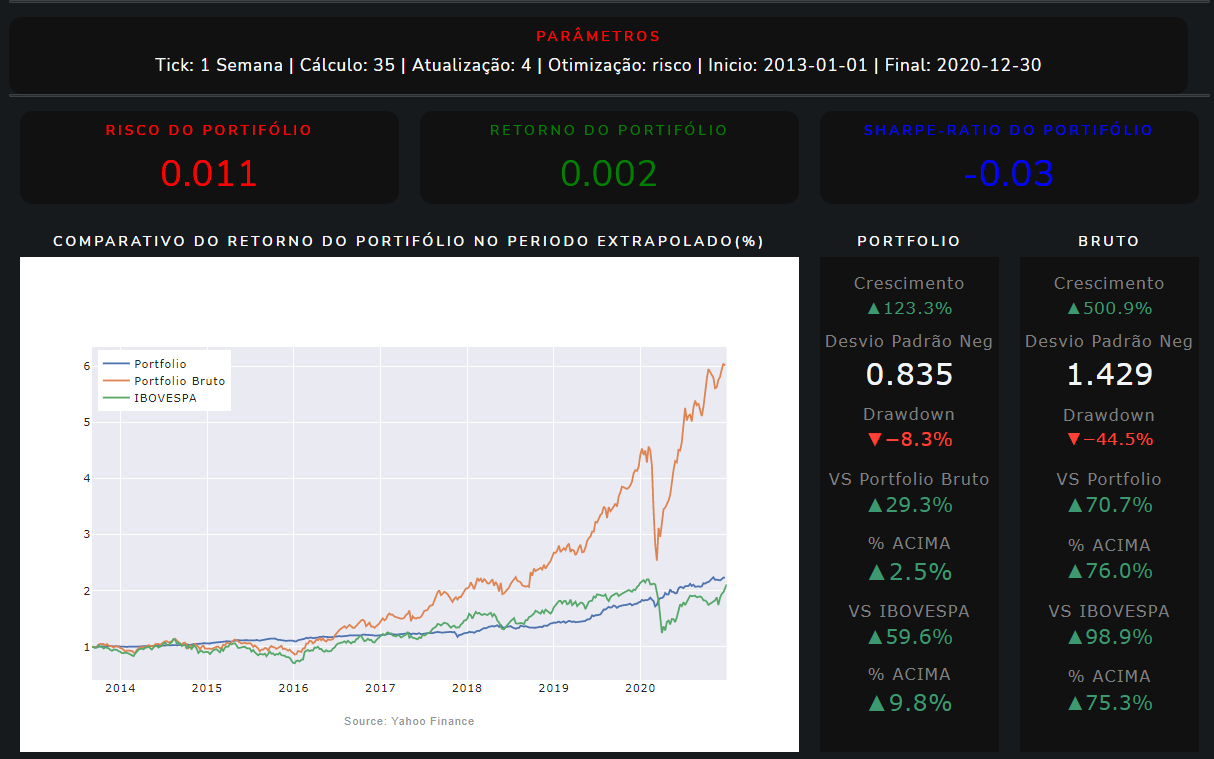 PARÂMETROS
Tick: 1 Semana | Cálculo: 35 | Atualização: 4 | Otimização: risco | Inicio: 2013-01-01 | Final: 2020-12-30
RISCO DO PORTIFÓLIO
0.011
RETORNO DO PORTIFÓLIO
0.002
SHARPE-RATIO DO PORTIFÓLIO
-0.03
COMPARATIVO DO RETORNO DO PORTIFÓLIO NO PERIODO EXTRAPOLADO(%)
6
5
4
3
2
1
Portfolio
Portfolio Bruto
IBOVESPA
2014
2015
2016
2017
2018
2019
2020
Source: Yahoo Finance
PORTFOLIO
Crescimento
▲123.3%
Desvio Padrão Neg
0.835
Drawdown
▼−8.3%
VS Portfolio Bruto
▲29.3%
% ACIMA
▲2.5%
VS IBOVESPA
▲59.6%
% ACIMA
▲9.8%
BRUTO
Crescimento
▲500.9%
Desvio Padrão Neg
1.429
Drawdown
▼−44.5%
VS Portfolio
▲70.7%
% ACIMA
▲76.0%
VS IBOVESPA
▲98.9%
% ACIMA
▲75.3%